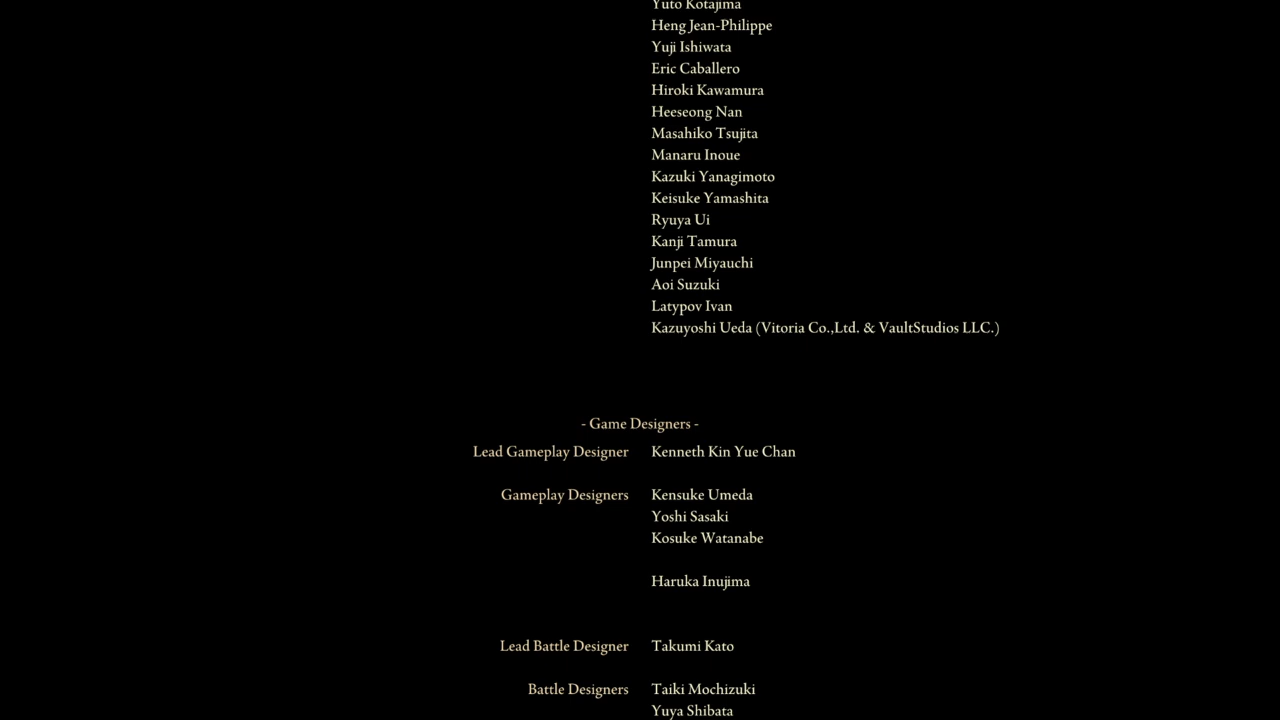 Yuto Kotajima
Heng Jean-Philippe
Yuji Ishiwata
Eric Caballero
Hiroki Kawamura
Heeseong Nan
Masahiko Tsujita
Manaru Inoue
Kazuki Yanagimoto
Keisuke Yamashita
Ryuya Ui
Kanji Tamura
Junpei Miyauchi
Aoi Suzuki
Latypov Ivan
Kazuyoshi Ueda (Vitoria Co.,Ltd. & VaultStudios LLC.)
- Game Designers -
Lead Gameplay Designer Kenneth Kin Yue Chan
Gameplay Designers Kensuke Umeda
Yoshi Sasaki
Kosuke Watanabe
Haruka Inujima
Lead Battle Designer Takumi Kato
Battle Designers Taiki Mochizuki
Yuya Shibata